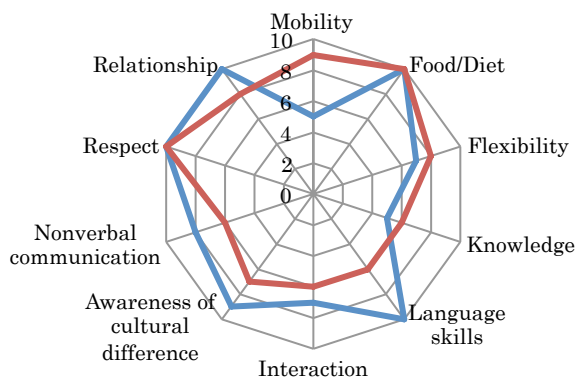 Mobility
10
Relationship
Food/Diet
8
6
Respect
Flexibility
4
2
0
Nonverbal
communication
Knowledge
Awareness of
cultural
difference
Language
skills
Interaction